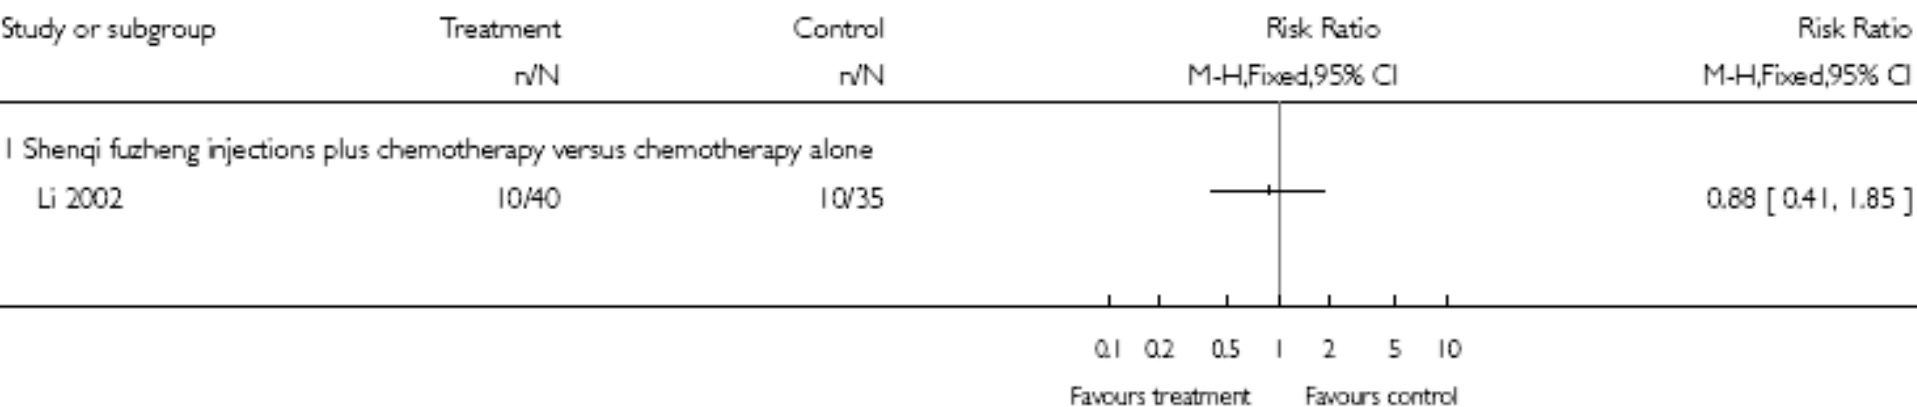 Study or subgroup Treatment Control Risk Ratio Risk Ratio
n/N n/N M-H,Fixed,95% CI M-H,Fixed,95% CI
1 Shenqi fuzheng injections plus chemotherapy versus chemotherapy alone
Li 2002 10/40 10/35 0.88 [ 0.41, 1.85 ]
0.1 0.2 0.5 1 2 5 10
Favours treatment Favours control